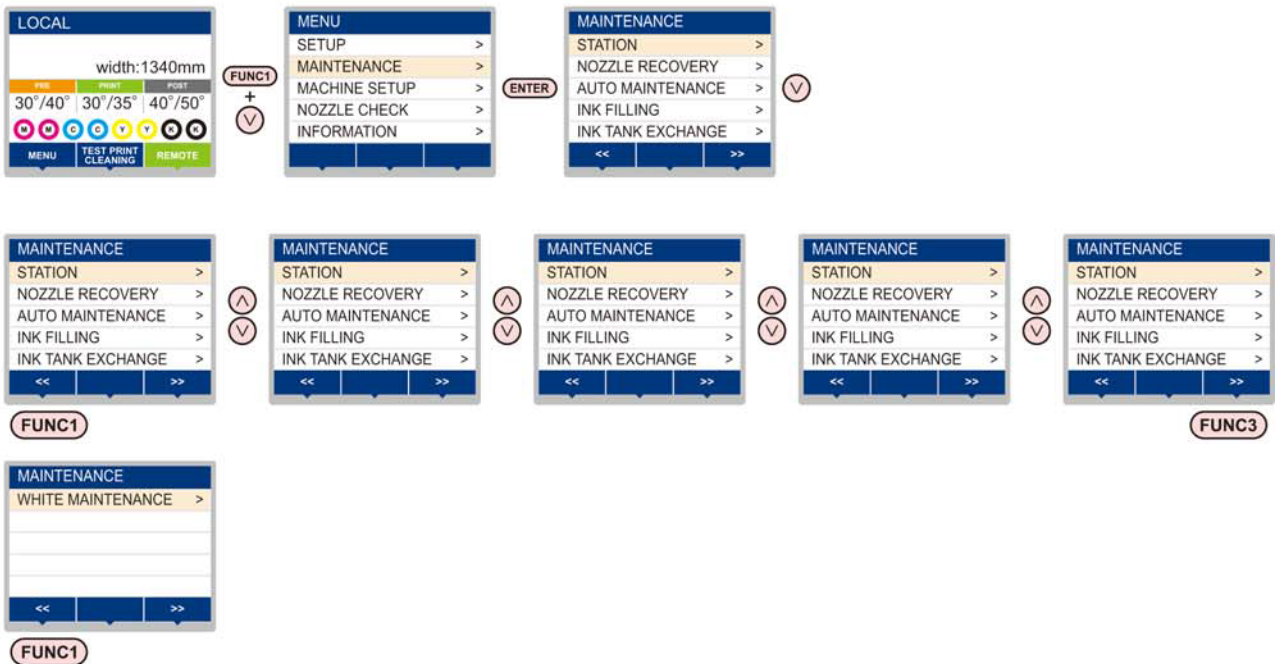 LOCAL
width:1340mm
PRE PRINT POST
30°/40° 30°/35° 40°/50°
M M C C Y Y K K
MENU TEST PRINT CLEANING REMOTE
FUNC1
+
MENU
SETUP >
MAINTENANCE >
MACHINE SETUP >
NOZZLE CHECK >
INFORMATION >
ENTER
MAINTENANCE
STATION >
NOZZLE RECOVERY >
AUTO MAINTENANCE >
INK FILLING >
INK TANK EXCHANGE >
<< >>
MAINTENANCE
STATION >
NOZZLE RECOVERY >
AUTO MAINTENANCE >
INK FILLING >
INK TANK EXCHANGE >
<< >>
FUNC1
MAINTENANCE
STATION >
NOZZLE RECOVERY >
AUTO MAINTENANCE >
INK FILLING >
INK TANK EXCHANGE >
<< >>
MAINTENANCE
STATION >
NOZZLE RECOVERY >
AUTO MAINTENANCE >
INK FILLING >
INK TANK EXCHANGE >
<< >>
MAINTENANCE
STATION >
NOZZLE RECOVERY >
AUTO MAINTENANCE >
INK FILLING >
INK TANK EXCHANGE >
<< >>
MAINTENANCE
STATION >
NOZZLE RECOVERY >
AUTO MAINTENANCE >
INK FILLING >
INK TANK EXCHANGE >
<< >>
FUNC3
MAINTENANCE
WHITE MAINTENANCE >
<< >>
FUNC1